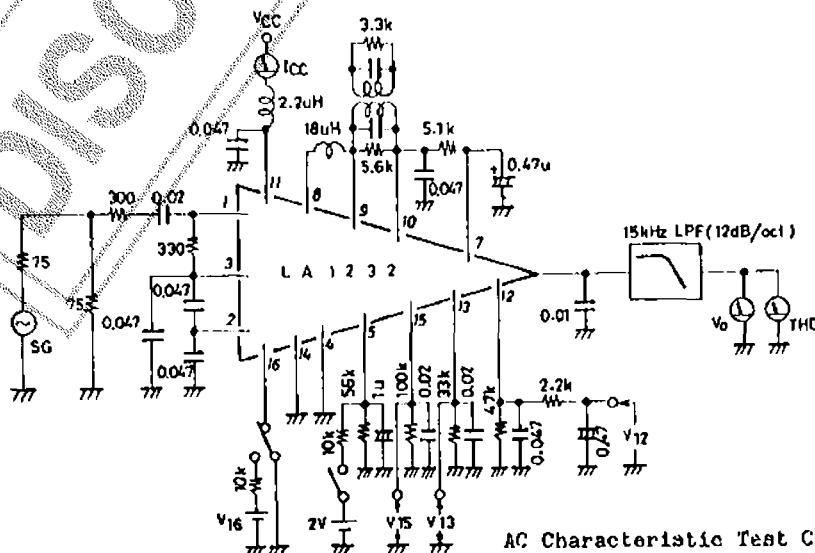 DISC
VCC
ICC
2.2uH
0.047
3.3k
18uH
5.6k
5.1k
0.047
0.47u
11
8
9
10
7
300
0.02
1
330
3
75
75
0.047
0.047
0.047
2
SG
LA1232
15kHz LPF(12dB/oct)
0.01
Vo
THD
16
14
4
5
15
13
12
56k
1u
100k
0.02
33k
0.02
47k
0.047
2.2k
0.47
V12
10k
10k
V16
2V
V15
V13
AC Characteristic Test C